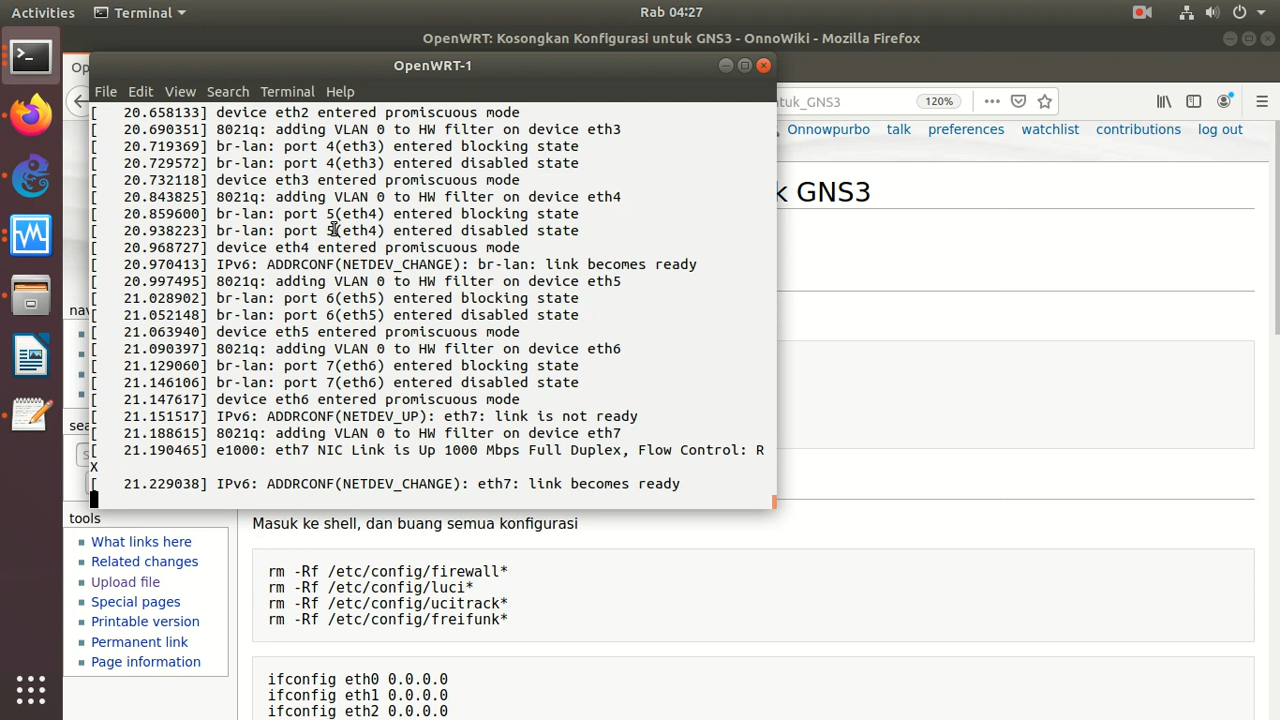 Activities
Terminal
Rab 04:27
OpenWRT: Kosongkan Konfigurasi untuk GNS3 - OnnoWiki - Mozilla Firefox
Op
OpenWRT-1
File Edit View Search Terminal Help
tuk_GNS3
120%
Onnowpurbo talk preferences watchlist contributions log out
k GNS3
[ 20.658133] device eth2 entered promiscuous mode
[ 20.690351] 8021q: adding VLAN 0 to HW filter on device eth3
[ 20.719369] br-lan: port 4(eth3) entered blocking state
[ 20.729572] br-lan: port 4(eth3) entered disabled state
[ 20.732118] device eth3 entered promiscuous mode
[ 20.843825] 8021q: adding VLAN 0 to HW filter on device eth4
[ 20.859600] br-lan: port 5(eth4) entered blocking state
[ 20.938223] br-lan: port 5(eth4) entered disabled state
[ 20.968727] device eth4 entered promiscuous mode
[ 20.970413] IPv6: ADDRCONF(NETDEV_CHANGE): br-lan: link becomes ready
[ 20.997495] 8021q: adding VLAN 0 to HW filter on device eth5
[ 21.028902] br-lan: port 6(eth5) entered blocking state
[ 21.052148] br-lan: port 6(eth5) entered disabled state
[ 21.063940] device eth5 entered promiscuous mode
[ 21.090397] 8021q: adding VLAN 0 to HW filter on device eth6
[ 21.129060] br-lan: port 7(eth6) entered blocking state
[ 21.146106] br-lan: port 7(eth6) entered disabled state
[ 21.147617] device eth6 entered promiscuous mode
[ 21.151517] IPv6: ADDRCONF(NETDEV_UP): eth7: link is not ready
[ 21.188615] 8021q: adding VLAN 0 to HW filter on device eth7
[ 21.190465] e1000: eth7 NIC Link is Up 1000 Mbps Full Duplex, Flow Control: R
X
[ 21.229038] IPv6: ADDRCONF(NETDEV_CHANGE): eth7: link becomes ready
nav
sea
tools
What links here
Related changes
Upload file
Special pages
Printable version
Permanent link
Page information
Masuk ke shell, dan buang semua konfigurasi
rm -Rf /etc/config/firewall*
rm -Rf /etc/config/luci*
rm -Rf /etc/config/ucitrack*
rm -Rf /etc/config/freifunk*
ifconfig eth0 0.0.0.0
ifconfig eth1 0.0.0.0
ifconfig eth2 0.0.0.0